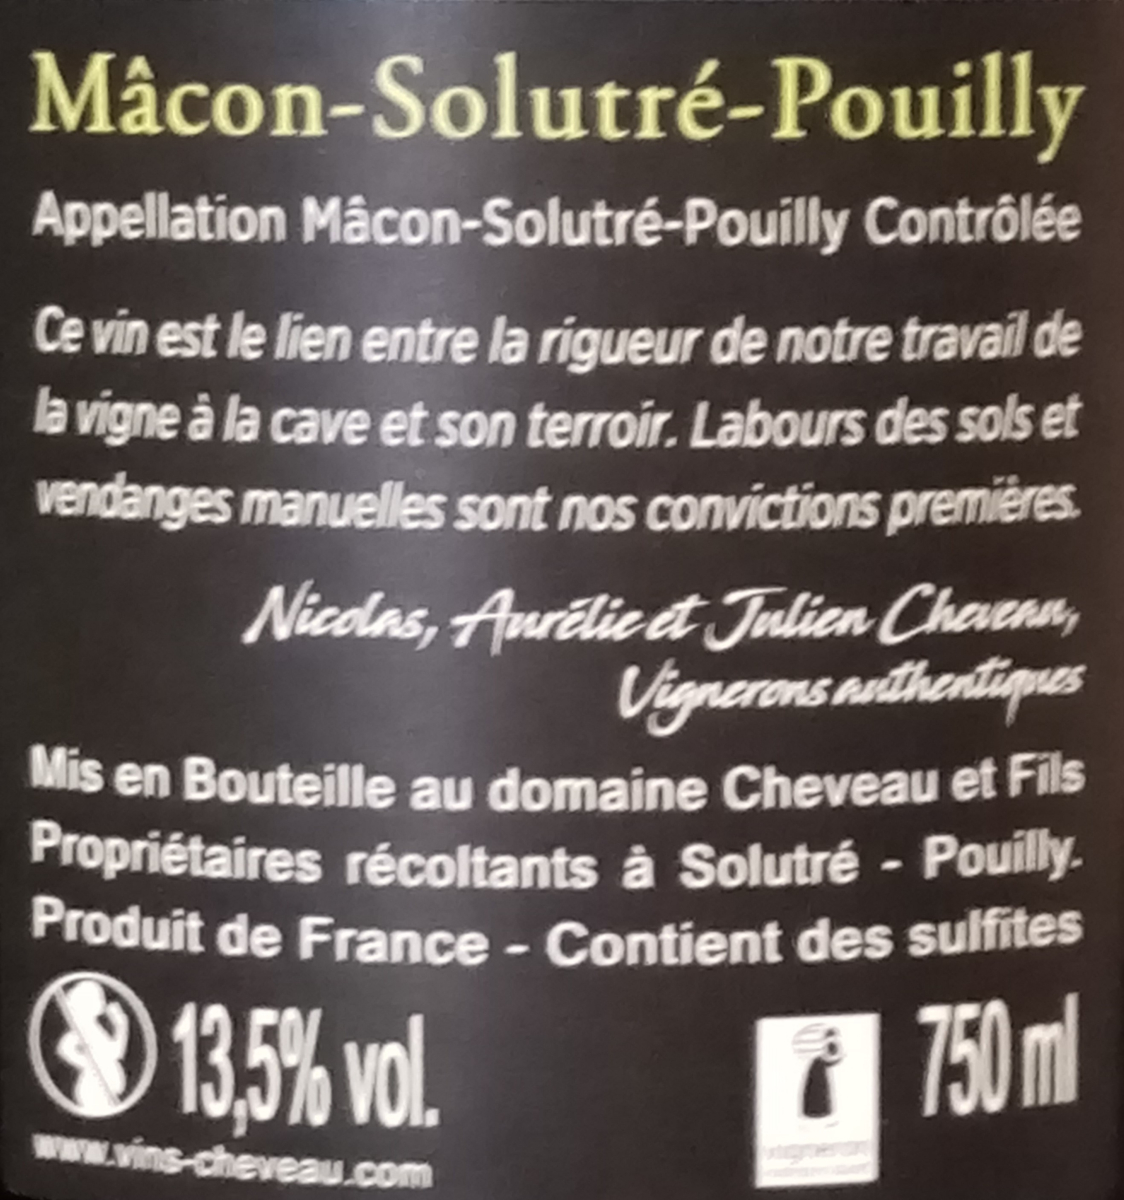 Mâcon-Solutré-Pouilly
Appellation Mâcon-Solutré-Pouilly Contrôlée
Ce vin est le lien entre la rigueur de notre travail de
la vigne à la cave et son terroir. Labours des sols et
vendanges manuelles sont nos convictions premières.
Nicolas, Aurélie et Julien Cheveau,
Vignerons authentiques
Mis en Bouteille au domaine Cheveau et Fils
Propriétaires récoltants à Solutré - Pouilly.
Produit de France - Contient des sulfites
13,5% vol.
750 ml
www.vins-cheveau.com